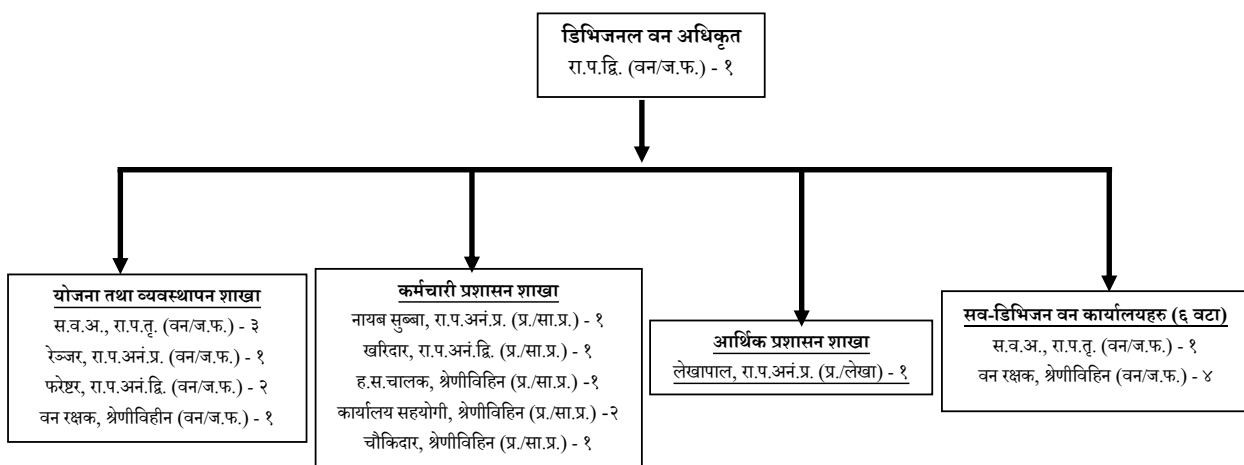 डिभिजनल वन अधिकृत
रा.प.द्वि. (वन/ज.फ.) - १
योजना तथा व्यवस्थापन शाखा
स.व.अ., रा.प.तृ. (वन/ज.फ.) - ३
रेञ्जर, रा.प.अनं.प्र. (वन/ज.फ.) - १
फरेष्टर, रा.प.अनं.द्वि. (वन/ज.फ.) - २
वन रक्षक, श्रेणीविहीन (वन/ज.फ.) - १
कर्मचारी प्रशासन शाखा
नायब सुब्बा, रा.प.अनं.प्र. (प्र./सा.प्र.) - १
खरिदार, रा.प.अनं.द्वि. (प्र./सा.प्र.) - १
ह.स.चालक, श्रेणीविहिन (प्र./सा.प्र.) -१
कार्यालय सहयोगी, श्रेणीविहिन (प्र./सा.प्र.) -२
चौकिदार, श्रेणीविहिन (प्र./सा.प्र.) - १
आर्थिक प्रशासन शाखा
लेखापाल, रा.प.अनं.प्र. (प्र./लेखा) - १
सव-डिभिजन वन कार्यालयहरु (६ वटा)
स.व.अ., रा.प.तृ. (वन/ज.फ.) - १
वन रक्षक, श्रेणीविहिन (वन/ज.फ.) - ४